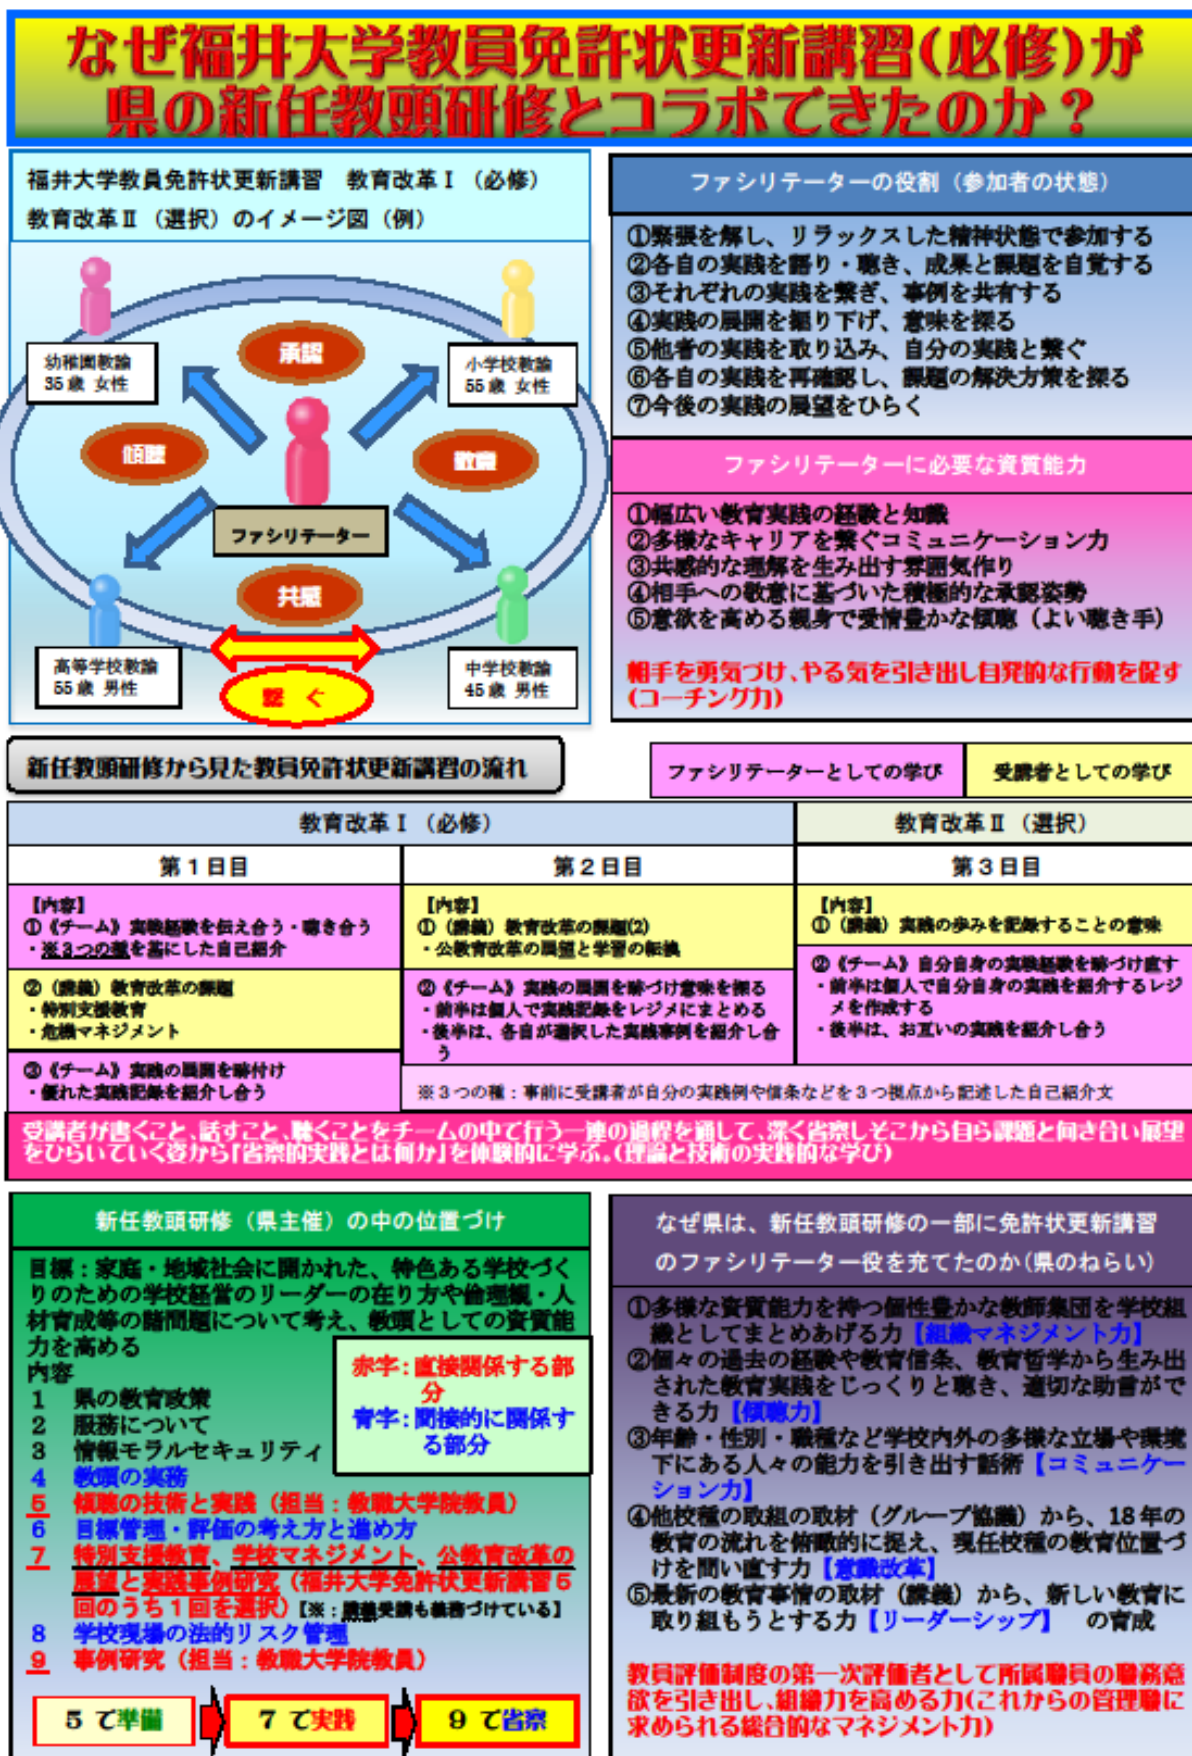 なぜ福井大学教員免許状更新講習(必修)が
県の新任教頭研修とコラボできたのか？
福井大学教員免許状更新講習　教育改革Ⅰ（必修）
教育改革Ⅱ（選択）のイメージ図（例）
幼稚園教諭
35歳 女性
承認
小学校教諭
55歳 女性
傾聴
敬意
ファシリテーター
共感
高等学校教諭
55歳 男性
繋ぐ
中学校教諭
45歳 男性
ファシリテーターの役割（参加者の状態）
①緊張を解し、リラックスした精神状態で参加する
②各自の実践を語り・聴き、成果と課題を自覚する
③それぞれの実践を繋ぎ、事例を共有する
④実践の展開を掘り下げ、意味を探る
⑤他者の実践を取り込み、自分の実践と繋ぐ
⑥各自の実践を再確認し、課題の解決方策を探る
⑦今後の実践の展望をひらく
ファシリテーターに必要な資質能力
①幅広い教育実践の経験と知識
②多様なキャリアを繋ぐコミュニケーション力
③共感的な理解を生み出す雰囲気作り
④相手への敬意に基づいた積極的な承認姿勢
⑤意欲を高める親身で愛情豊かな傾聴（よい聴き手）
相手を勇気づけ、やる気を引き出し自発的な行動を促す
(コーチング力)
新任教頭研修から見た教員免許状更新講習の流れ
ファシリテーターとしての学び
受講者としての学び
教育改革Ⅰ（必修）
教育改革Ⅱ（選択）
第１日目
第２日目
第３日目
【内容】
①《チーム》実践経験を伝え合う・聴き合う
・※３つの種を基にした自己紹介
②（講義）教育改革の課題
・特別支援教育
・危機マネジメント
③《チーム》実践の展開を跡付け
・優れた実践記録を紹介し合う
【内容】
①（講義）教育改革の課題(2)
・公教育改革の展望と学習の転換
②《チーム》実践の展開を跡づけ意味を探る
・前半は個人で実践記録をレジメにまとめる
・後半は、各自が選択した実践事例を紹介し合
う
【内容】
①（講義）実践の歩みを記録することの意味
②《チーム》自分自身の実践経験を跡づけ直す
・前半は個人で自分自身の実践を紹介するレジ
メを作成する
・後半は、お互いの実践を紹介し合う
※３つの種：事前に受講者が自分の実践例や信条などを３つ視点から記述した自己紹介文
受講者が書くこと、話すこと、聴くことをチームの中で行う一連の過程を通して、深く省察しそこから自ら課題と向き合い展望
をひらいていく姿から「省察的実践とは何か」を体験的に学ぶ。(理論と技術の実践的な学び)
新任教頭研修（県主催）の中の位置づけ
目標：家庭・地域社会に開かれた、特色ある学校づく
りのための学校経営のリーダーの在り方や倫理観・人
材育成等の諸問題について考え、教頭としての資質能
力を高める
内容
1　県の教育政策
2　服務について
3　情報モラルセキュリティ
4　教頭の実務
5　傾聴の技術と実践（担当：教職大学院教員）
6　目標管理・評価の考え方と進め方
7　特別支援教育、学校マネジメント、公教育改革の
展望と実践事例研究（福井大学免許状更新講習５
回のうち１回を選択）【※：講義受講も義務づけている】
8　学校現場の法的リスク管理
9　事例研究（担当：教職大学院教員）
赤字：直接関係する部
分
青字：間接的に関係す
る部分
5 で準備
7 で実践
9 で省察
なぜ県は、新任教頭研修の一部に免許状更新講習
のファシリテーター役を充てたのか(県のねらい)
①多様な資質能力を持つ個性豊かな教師集団を学校組
織としてまとめあげる力【組織マネジメント力】
②個々の過去の経験や教育信条、教育哲学から生み出
された教育実践をじっくりと聴き、適切な助言がで
きる力【傾聴力】
③年齢・性別・職種など学校内外の多様な立場や環境
下にある人々の能力を引き出す話術【コミュニケー
ション力】
④他校種の取組の取材（グループ協議）から、18年の
教育の流れを俯瞰的に捉え、現任校種の教育位置づ
けを問い直す力【意識改革】
⑤最新の教育事情の取材（講義）から、新しい教育に
取り組もうとする力【リーダーシップ】　の育成
教員評価制度の第一次評価者として所属職員の職務意
欲を引き出し、組織力を高める力(これからの管理職に
求められる総合的なマネジメント力)